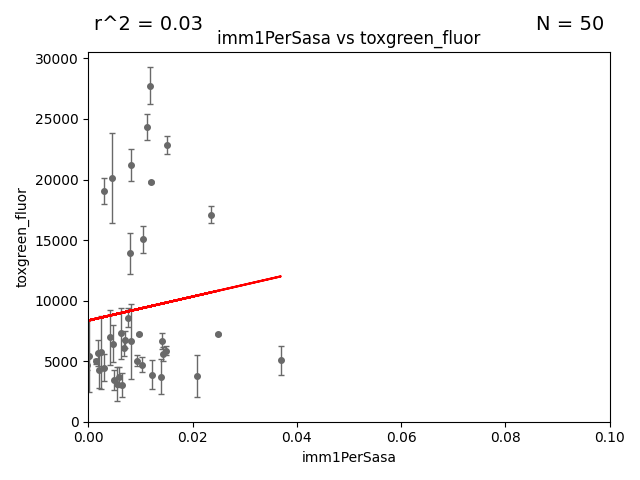 r^2 = 0.03
N = 50
imm1PerSasa vs toxgreen_fluor
30000
25000
20000
15000
10000
5000
0
toxgreen_fluor
0.00 0.02 0.04 0.06 0.08 0.10
imm1PerSasa